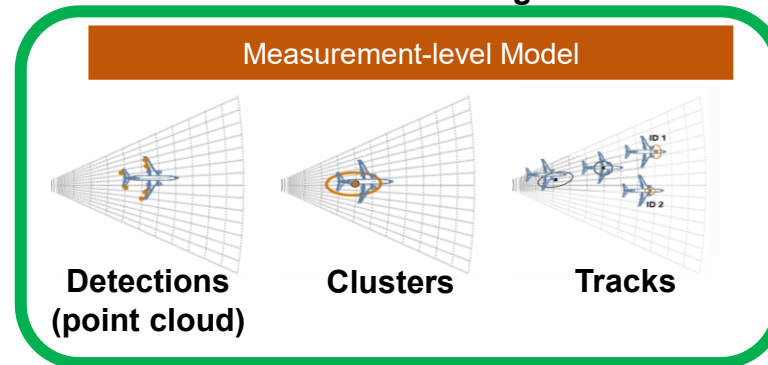 Measurement-level Model
ID 1
ID 2
Detections
(point cloud)
Clusters
Tracks